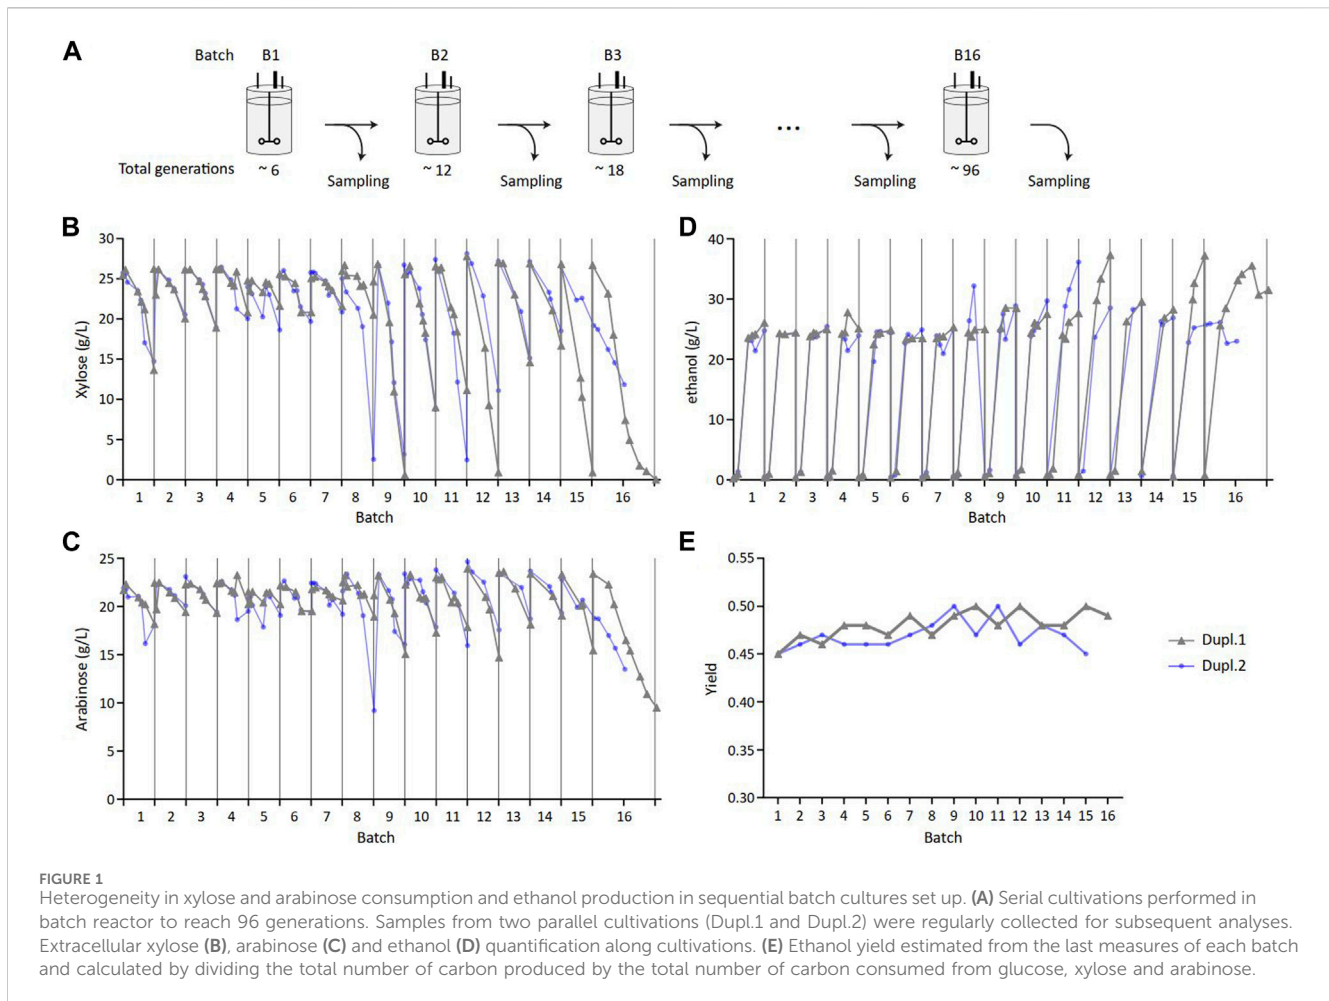 A
Batch B1 B2 B3 B16
...
Total generations ~ 6 ~ 12 ~ 18 ~ 96
Sampling Sampling Sampling Sampling Sampling
B
Xylose (g/L)
30
25
20
15
10
5
0
1 2 3 4 5 6 7 8 9 10 11 12 13 14 15 16
Batch
D
ethanol (g/L)
40
30
20
10
0
1 2 3 4 5 6 7 8 9 10 11 12 13 14 15 16
Batch
C
Arabinose (g/L)
25
20
15
10
5
0
1 2 3 4 5 6 7 8 9 10 11 12 13 14 15 16
Batch
E
Yield
0.55
0.50
0.45
0.40
0.35
0.30
1 2 3 4 5 6 7 8 9 10 11 12 13 14 15 16
Batch
Dupl.1
Dupl.2
FIGURE 1
Heterogeneity in xylose and arabinose consumption and ethanol production in sequential batch cultures set up. (A) Serial cultivations performed in
batch reactor to reach 96 generations. Samples from two parallel cultivations (Dupl.1 and Dupl.2) were regularly collected for subsequent analyses.
Extracellular xylose (B), arabinose (C) and ethanol (D) quantification along cultivations. (E) Ethanol yield estimated from the last measures of each batch
and calculated by dividing the total number of carbon produced by the total number of carbon consumed from glucose, xylose and arabinose.